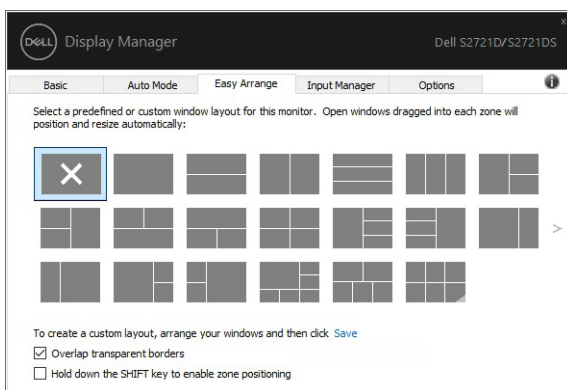 x
DELL Display Manager
Dell S2721D/S2721DS
Basic Auto Mode Easy Arrange Input Manager Options
Select a predefined or custom window layout for this monitor. Open windows dragged into each zone will
position and resize automatically:
>
To create a custom layout, arrange your windows and then click Save
Overlap transparent borders
Hold down the SHIFT key to enable zone positioning